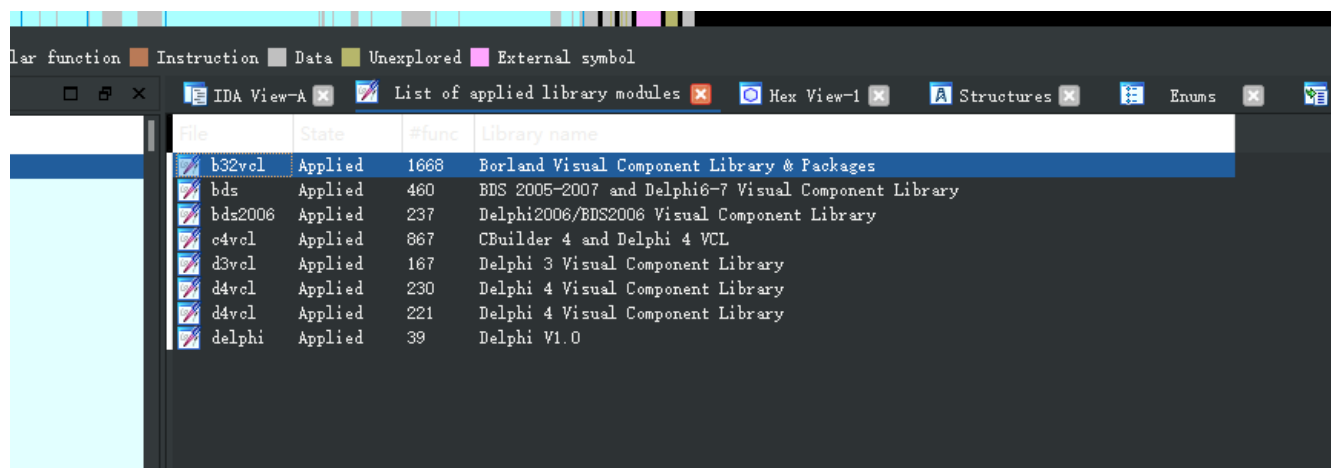 lar function Instruction Data Unexplored External symbol
IDA View-A List of applied library modules Hex View-1 Structures Enums
File State #func Library name
b32vcl Applied 1668 Borland Visual Component Library & Packages
bds Applied 460 BDS 2005-2007 and Delphi6-7 Visual Component Library
bds2006 Applied 237 Delphi2006/BDS2006 Visual Component Library
c4vcl Applied 867 CBuilder 4 and Delphi 4 VCL
d3vcl Applied 167 Delphi 3 Visual Component Library
d4vcl Applied 230 Delphi 4 Visual Component Library
d4vcl Applied 221 Delphi 4 Visual Component Library
delphi Applied 39 Delphi V1.0